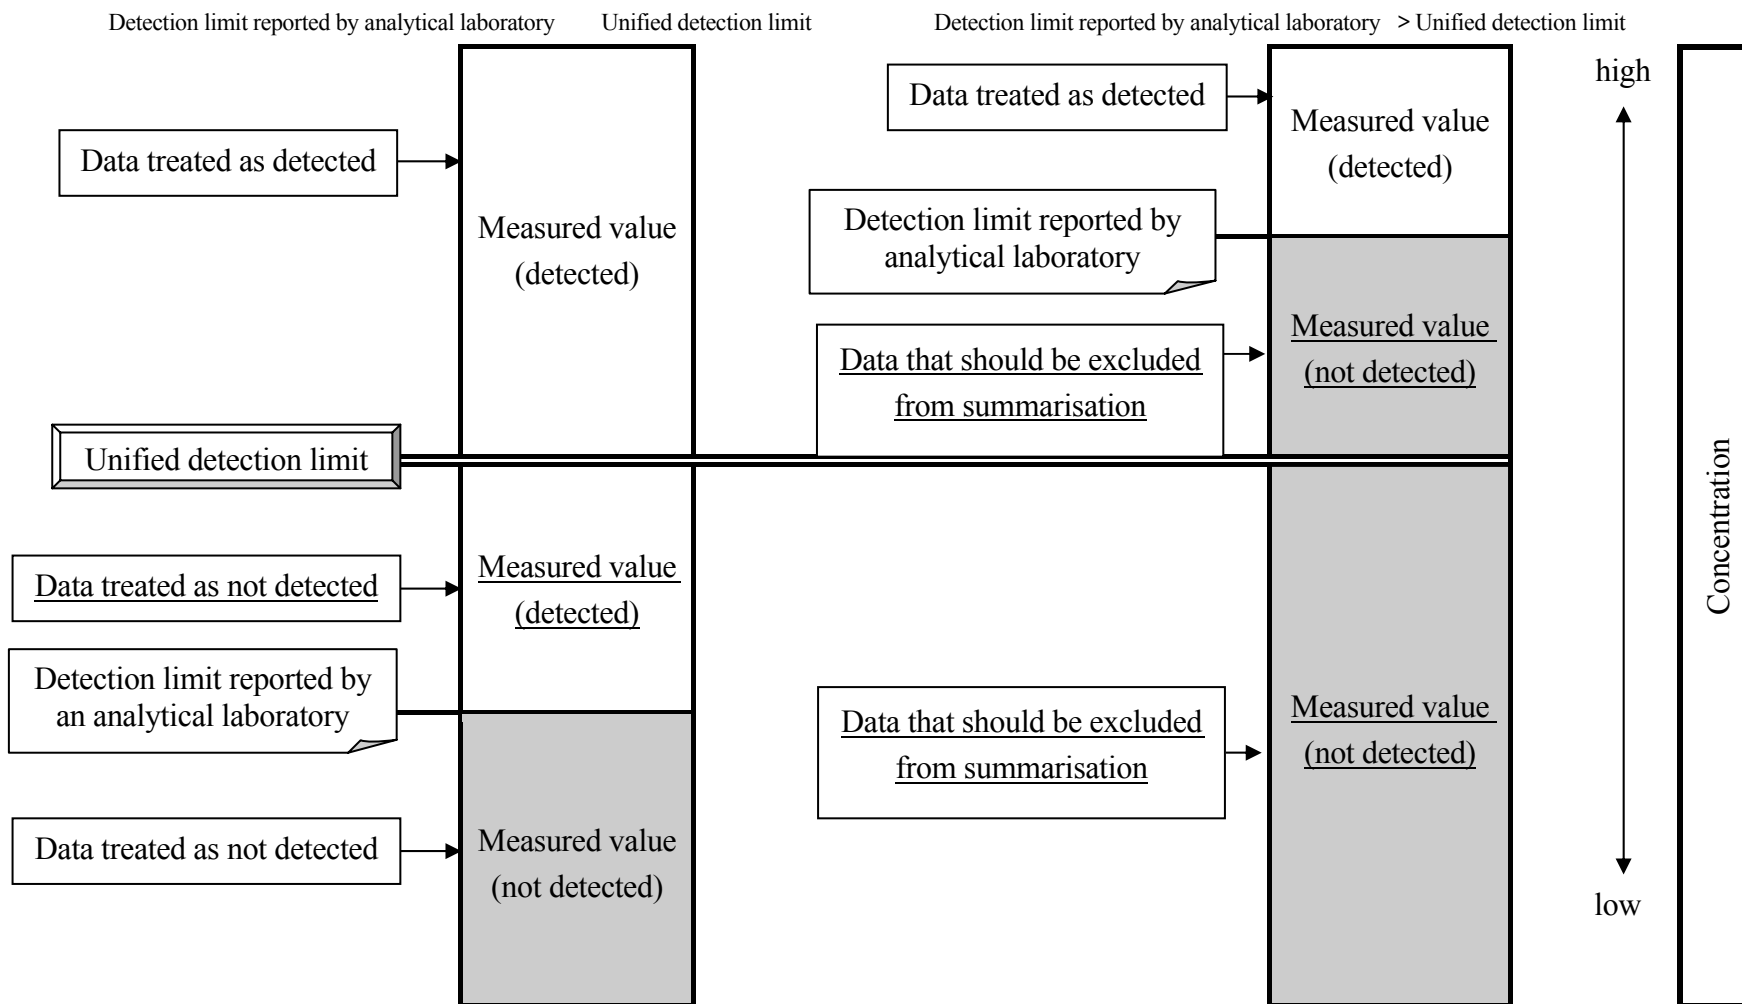 Detection limit reported by analytical laboratory Unified detection limit
Detection limit reported by analytical laboratory > Unified detection limit
Data treated as detected
Measured value
(detected)
Unified detection limit
Data treated as not detected
Measured value
(detected)
Detection limit reported by
an analytical laboratory
Data treated as not detected
Measured value
(not detected)
Data treated as detected
Measured value
(detected)
Detection limit reported by
analytical laboratory
Data that should be excluded
from summarisation
Measured value
(not detected)
Data that should be excluded
from summarisation
Measured value
(not detected)
high
low
Concentration